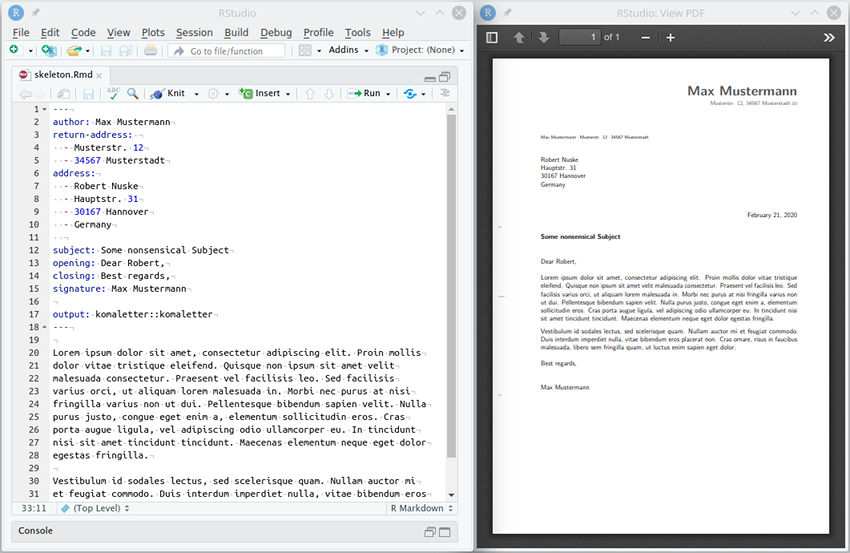 RStudio
File Edit Code View Plots Session Build Debug Profile Tools Help
Go to file/function Addins Project: (None)
skeleton.Rmd
ABC Knit Insert Run
1 ---
2 author: Max Mustermann
3 return-address:
4 - Musterstr. 12
5 - 34567 Musterstadt
6 address:
7 - Robert Nuske
8 - Hauptstr. 31
9 - 30167 Hannover
10 - Germany
11
12 subject: Some nonsensical Subject
13 opening: Dear Robert,
14 closing: Best regards,
15 signature: Max Mustermann
16
17 output: komaletter::komaletter
18 ---
19
20 Lorem ipsum dolor sit amet, consectetur adipiscing elit. Proin mollis
21 dolor vitae tristique eleifend. Quisque non ipsum sit amet velit
22 malesuada consectetur. Praesent vel facilisis leo. Sed facilisis
23 varius orci, ut aliquam lorem malesuada in. Morbi nec purus at nisi
24 fringilla varius non ut dui. Pellentesque bibendum sapien velit. Nulla
25 purus justo, congue eget enim a, elementum sollicitudin eros. Cras
26 porta augue ligula, vel adipiscing odio ullamcorper eu. In tincidunt
27 nisi sit amet tincidunt tincidunt. Maecenas elementum neque eget dolor
28 egestas fringilla.
29
30 Vestibulum id sodales lectus, sed scelerisque quam. Nullam auctor mi
31 et feugiat commodo. Duis interdum imperdiet nulla, vitae bibendum eros
33:11 (Top Level) R Markdown
Console
RStudio: View PDF
1 of 1
Max Mustermann
Musterstr. 12, 34567 Musterstadt
Max Mustermann Musterstr. 12 34567 Musterstadt
Robert Nuske
Hauptstr. 31
30167 Hannover
Germany
February 21, 2020
Some nonsensical Subject
Dear Robert,
Lorem ipsum dolor sit amet, consectetur adipiscing elit. Proin mollis dolor vitae tristique
eleifend. Quisque non ipsum sit amet velit malesuada consectetur. Praesent vel facilisis leo. Sed
facilisis varius orci, ut aliquam lorem malesuada in. Morbi nec purus at nisi fringilla varius non
ut dui. Pellentesque bibendum sapien velit. Nulla purus justo, congue eget enim a, elementum
sollicitudin eros. Cras porta augue ligula, vel adipiscing odio ullamcorper eu. In tincidunt nisi
sit amet tincidunt tincidunt. Maecenas elementum neque eget dolor egestas fringilla.
Vestibulum id sodales lectus, sed scelerisque quam. Nullam auctor mi et feugiat commodo.
Duis interdum imperdiet nulla, vitae bibendum eros placerat non. Cras ornare, risus in faucibus
malesuada, libero sem fringilla quam, ut luctus enim sapien eget dolor.
Best regards,
Max Mustermann